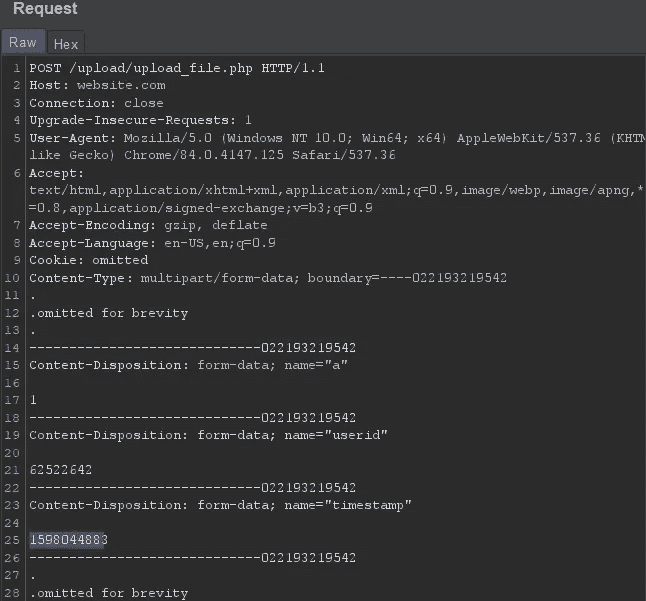 Request
Raw Hex
1 POST /upload/upload_file.php HTTP/1.1
2 Host: website.com
3 Connection: close
4 Upgrade-Insecure-Requests: 1
5 User-Agent: Mozilla/5.0 (Windows NT 10.0; Win64; x64) AppleWebKit/537.36 (KHTM
like Gecko) Chrome/84.0.4147.125 Safari/537.36
6 Accept:
text/html,application/xhtml+xml,application/xml;q=0.9,image/webp,image/apng,*
=0.8,application/signed-exchange;v=b3;q=0.9
7 Accept-Encoding: gzip, deflate
8 Accept-Language: en-US,en;q=0.9
9 Cookie: omitted
10 Content-Type: multipart/form-data; boundary=----022193219542
11 .
12 .omitted for brevity
13 .
14 -----------------------------022193219542
15 Content-Disposition: form-data; name="a"
16
17 1
18 -----------------------------022193219542
19 Content-Disposition: form-data; name="userid"
20
21 62522642
22 -----------------------------022193219542
23 Content-Disposition: form-data; name="timestamp"
24
25 1598044883
26 -----------------------------022193219542
27 .
28 .omitted for brevity